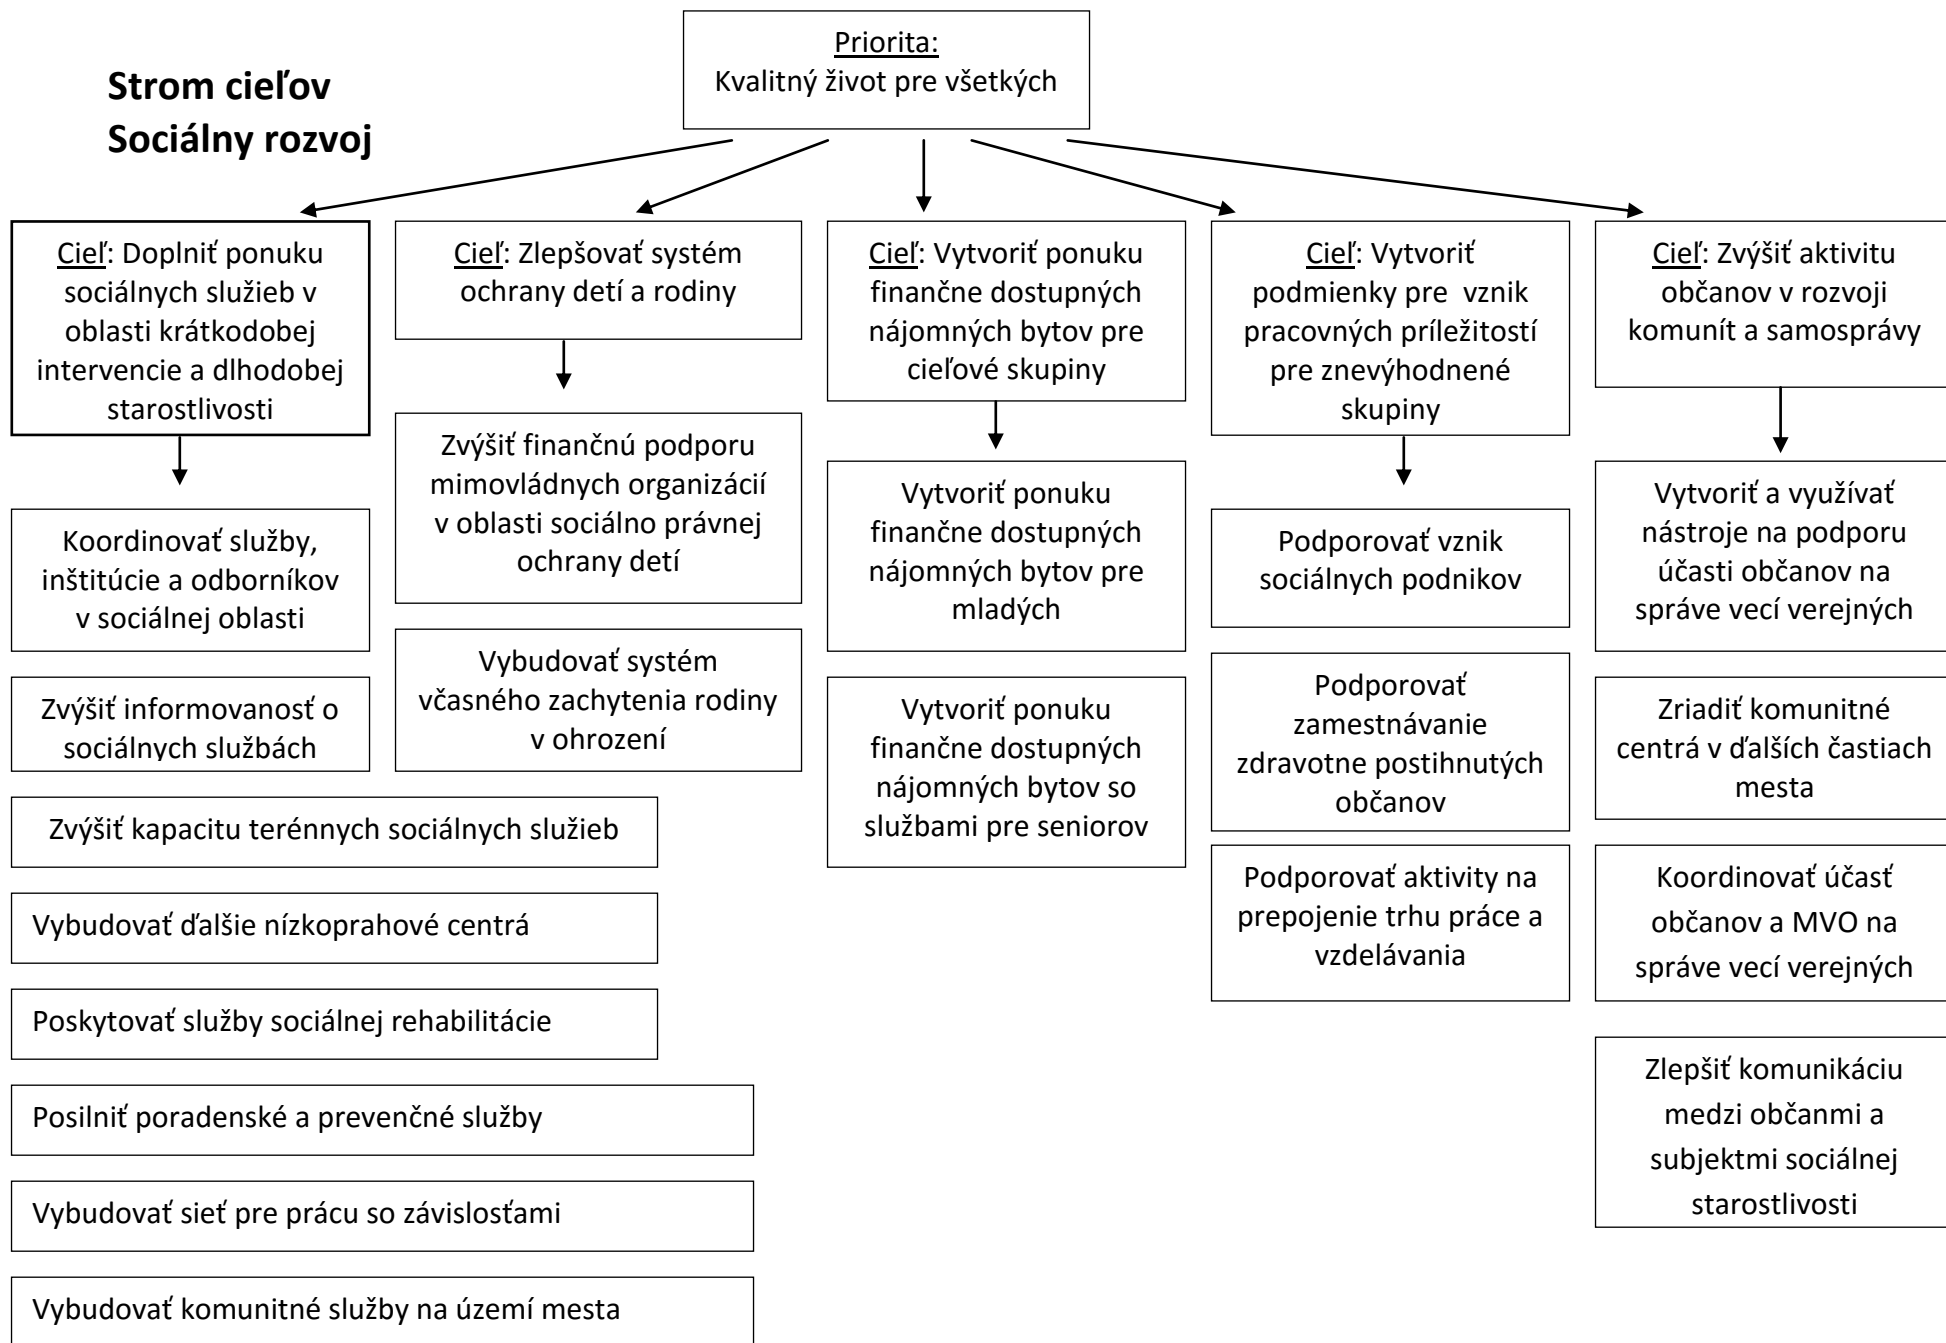 Strom cieľov
Sociálny rozvoj
Priorita:
Kvalitný život pre všetkých
Cieľ: Doplniť ponuku
sociálnych služieb v
oblasti krátkodobej
intervencie a dlhodobej
starostlivosti
Koordinovať služby,
inštitúcie a odborníkov
v sociálnej oblasti
Zvýšiť informovanosť o
sociálnych službách
Zvýšiť kapacitu terénnych sociálnych služieb
Vybudovať ďalšie nízkoprahové centrá
Poskytovať služby sociálnej rehabilitácie
Posilniť poradenské a prevenčné služby
Vybudovať sieť pre prácu so závislosťami
Vybudovať komunitné služby na území mesta
Cieľ: Zlepšovať systém
ochrany detí a rodiny
Zvýšiť finančnú podporu
mimovládnych organizácií
v oblasti sociálno právnej
ochrany detí
Vybudovať systém
včasného zachytenia rodiny
v ohrození
Cieľ: Vytvoriť ponuku
finančne dostupných
nájomných bytov pre
cieľové skupiny
Vytvoriť ponuku
finančne dostupných
nájomných bytov pre
mladých
Vytvoriť ponuku
finančne dostupných
nájomných bytov so
službami pre seniorov
Cieľ: Vytvoriť
podmienky pre  vznik
pracovných príležitostí
pre znevýhodnené
skupiny
Podporovať vznik
sociálnych podnikov
Podporovať
zamestnávanie
zdravotne postihnutých
občanov
Podporovať aktivity na
prepojenie trhu práce a
vzdelávania
Cieľ: Zvýšiť aktivitu
občanov v rozvoji
komunít a samosprávy
Vytvoriť a využívať
nástroje na podporu
účasti občanov na
správe vecí verejných
Zriadiť komunitné
centrá v ďalších častiach
mesta
Koordinovať účasť
občanov a MVO na
správe vecí verejných
Zlepšiť komunikáciu
medzi občanmi a
subjektmi sociálnej
starostlivosti